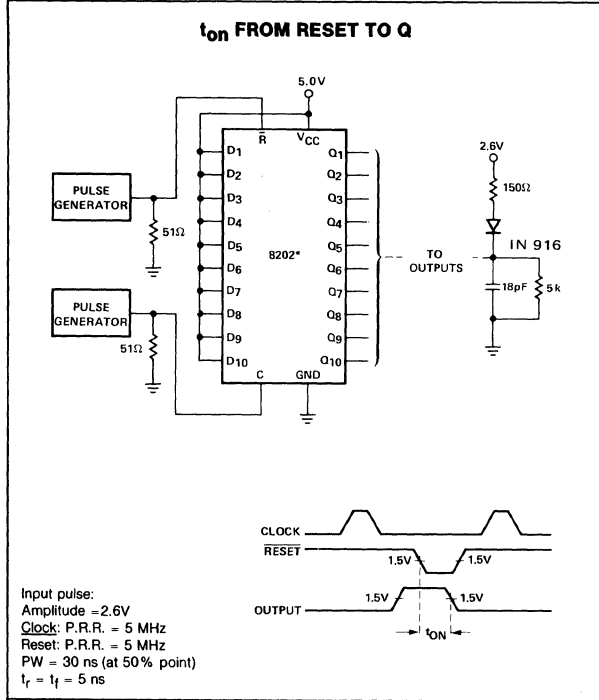 ton FROM RESET TO Q
5.0V
R VCC
D1 Q1
D2 Q2
D3 Q3
D4 Q4
D5 Q5
D6 Q6
D7 Q7
D8 Q8
D9 Q9
D10 Q10
8202*
C GND
PULSE
GENERATOR
51Ω
PULSE
GENERATOR
51Ω
TO
OUTPUTS
2.6V
150Ω
IN 916
18pF
5k
CLOCK
RESET
1.5V 1.5V
OUTPUT
1.5V 1.5V
tON
Input pulse:
Amplitude = 2.6V
Clock: P.R.R. = 5 MHz
Reset: P.R.R. = 5 MHz
PW = 30 ns (at 50% point)
tr = tf = 5 ns